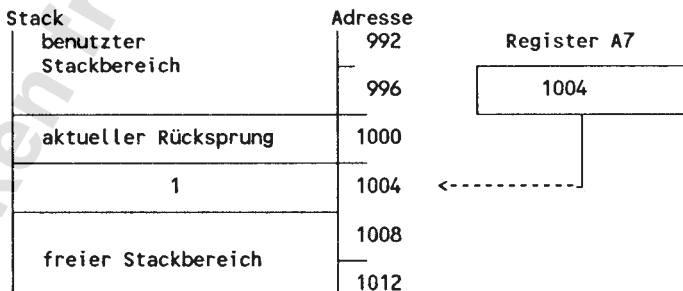 Stack Adresse
benutzter 992 Register A7
Stackbereich
996 1004
aktueller Rücksprung 1000
1 1004
1008
freier Stackbereich
1012